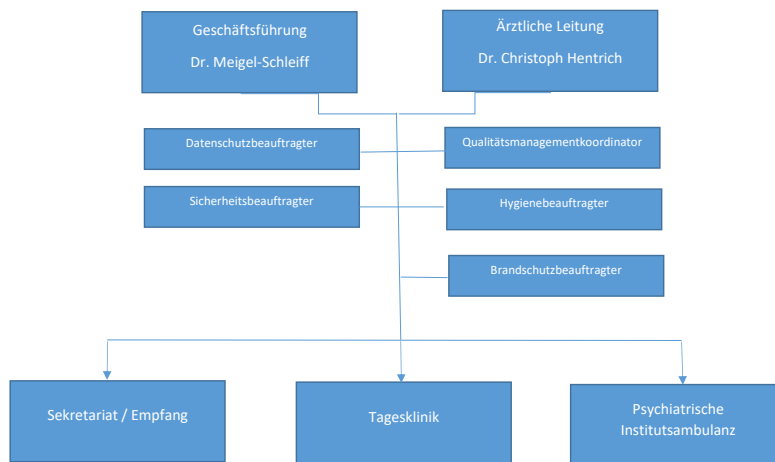 Geschäftsführung
Dr. Meigel-Schleiff
Ärztliche Leitung
Dr. Christoph Hentrich
Datenschutzbeauftragter
Qualitätsmanagementkoordinator
Sicherheitsbeauftragter
Hygienebeauftragter
Brandschutzbeauftragter
Sekretariat / Empfang
Tagesklinik
Psychiatrische
Institutsambulanz